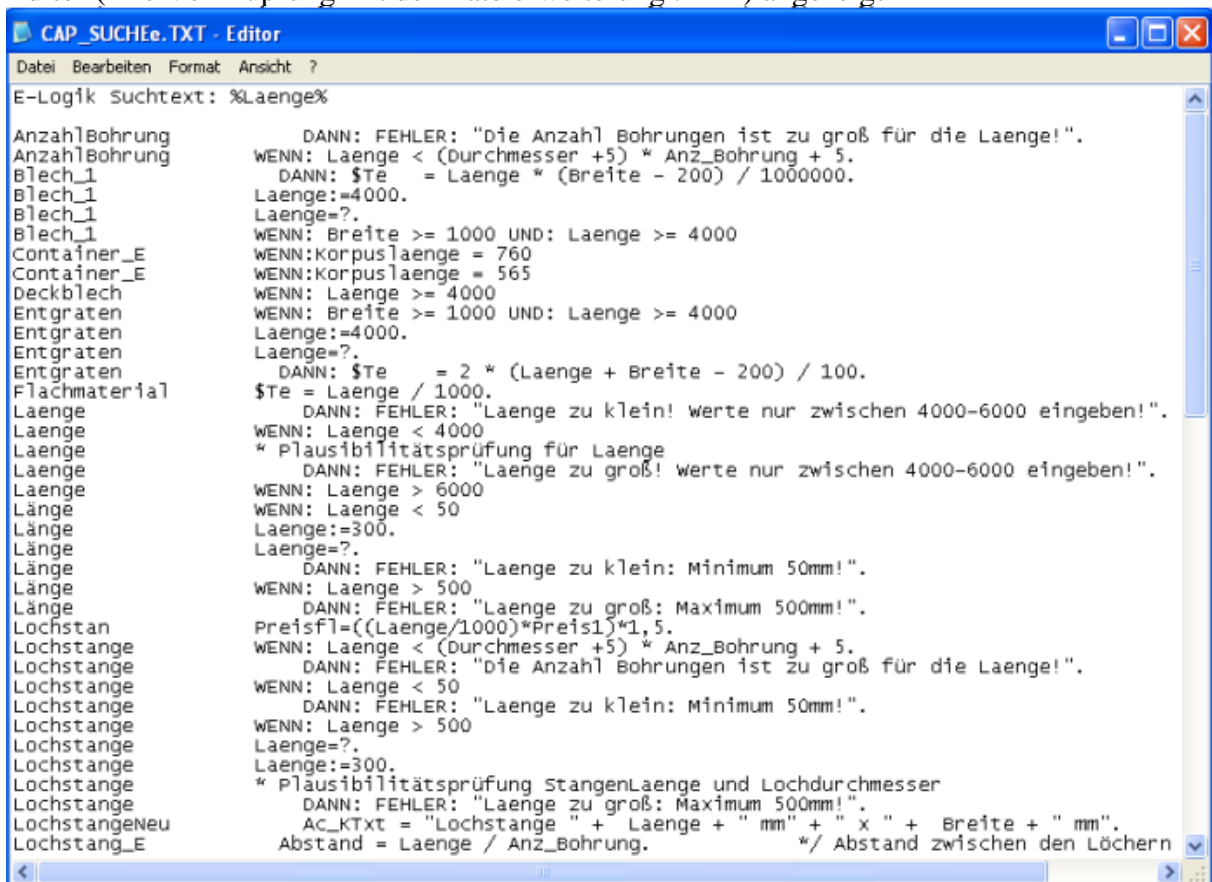 CAP_SUCHEe.TXT - Editor
Datei Bearbeiten Format Ansicht ?
E-Logik Suchtext: %Laenge%
AnzahlBohrung DANN: FEHLER: "Die Anzahl Bohrungen ist zu groß für die Laenge!".
AnzahlBohrung WENN: Laenge < (Durchmesser +5) * Anz_Bohrung + 5.
Blech_1 DANN: $Te = Laenge * (Breite - 200) / 1000000.
Blech_1 Laenge:=4000.
Blech_1 Laenge=?.
Blech_1 WENN: Breite >= 1000 UND: Laenge >= 4000
Container_E WENN:Korpuslaenge = 760
Container_E WENN:Korpuslaenge = 565
Deckblech WENN: Laenge >= 4000
Entgraten WENN: Breite >= 1000 UND: Laenge >= 4000
Entgraten Laenge:=4000.
Entgraten Laenge=?.
Entgraten DANN: $Te = 2 * (Laenge + Breite - 200) / 100.
Flachmaterial $Te = Laenge / 1000.
Laenge DANN: FEHLER: "Laenge zu klein! Werte nur zwischen 4000-6000 eingeben!".
Laenge WENN: Laenge < 4000
Laenge * Plausibilitätsprüfung für Laenge
Laenge DANN: FEHLER: "Laenge zu groß! Werte nur zwischen 4000-6000 eingeben!".
Laenge WENN: Laenge > 6000
Länge WENN: Laenge < 50
Länge Laenge:=300.
Länge Laenge=?.
Länge DANN: FEHLER: "Laenge zu klein: Minimum 50mm!".
Länge WENN: Laenge > 500
Länge DANN: FEHLER: "Laenge zu groß: Maximum 500mm!".
Lochstan Preisfl=((Laenge/1000)*Preis1)*1,5.
Lochstange WENN: Laenge < (Durchmesser +5) * Anz_Bohrung + 5.
Lochstange DANN: FEHLER: "Die Anzahl Bohrungen ist zu groß für die Laenge!".
Lochstange WENN: Laenge < 50
Lochstange DANN: FEHLER: "Laenge zu klein: Minimum 50mm!".
Lochstange WENN: Laenge > 500
Lochstange Laenge=?.
Lochstange Laenge:=300.
Lochstange * Plausibilitätsprüfung StangenLaenge und Lochdurchmesser
Lochstange DANN: FEHLER: "Laenge zu groß: Maximum 500mm!".
LochstangeNeu Ac_KTxt = "Lochstange " + Laenge + " mm" + " x " + Breite + " mm".
Lochstang_E Abstand = Laenge / Anz_Bohrung. */ Abstand zwischen den Löchern